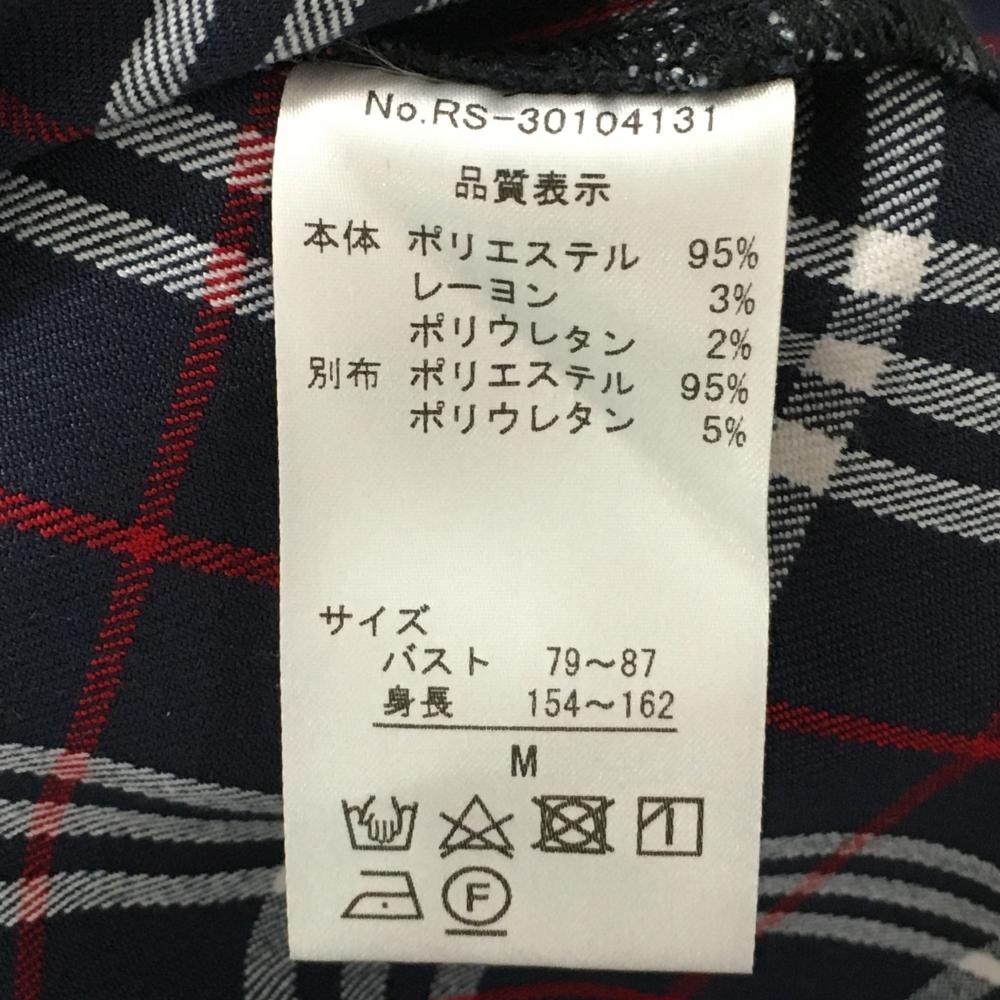 No.RS-30104131
品質表示
本体 ポリエステル 95%
レーヨン 3%
ポリウレタン 2%
別布 ポリエステル 95%
ポリウレタン 5%
サイズ
バスト 79〜87
身長 154〜162
M
F